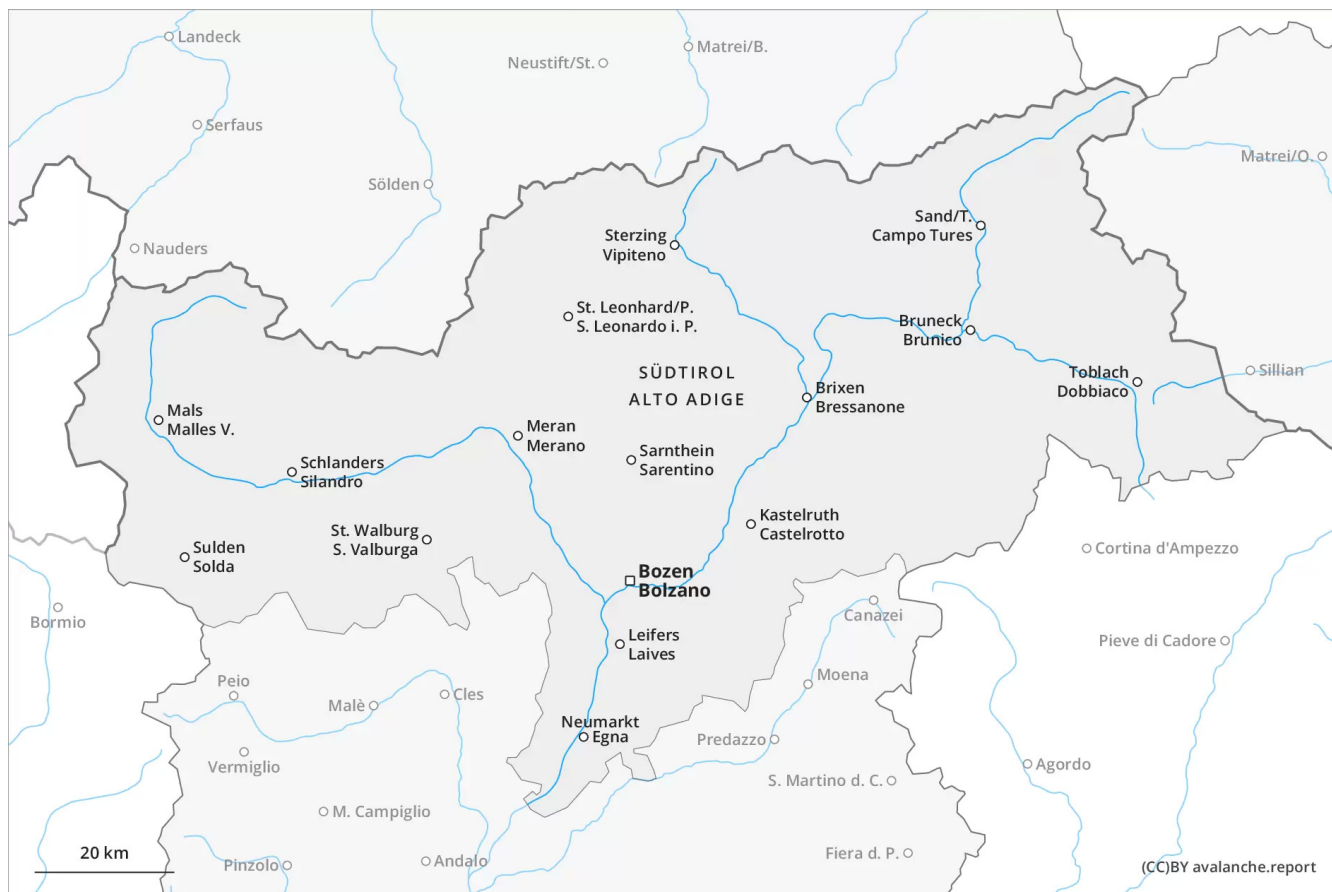 Landeck
Matrei/B.
Neustift/St.
Serfaus
Matrei/O.
Sölden
Sand/T.
Campo Tures
Sterzing
Vipiteno
Nauders
St. Leonhard/P.
S. Leonardo i. P.
Bruneck
Brunico
SÜDTIROL
ALTO ADIGE
Toblach
Dobbiaco
Sillian
Brixen
Bressanone
Mals
Malles V.
Meran
Merano
Sarnthein
Sarentino
Schlanders
Silandro
Kastelruth
Castelrotto
St. Walburg
S. Valburga
Sulden
Solda
Cortina d'Ampezzo
Bozen
Bolzano
Bormio
Canazei
Leifers
Laives
Pieve di Cadore
Peio
Moena
Malè
Cles
Neumarkt
Egna
Predazzo
Vermiglio
Agordo
S. Martino d. C.
M. Campiglio
20 km
Pinzolo
Andalo
Fiera d. P.
(CC)BY avalanche.report